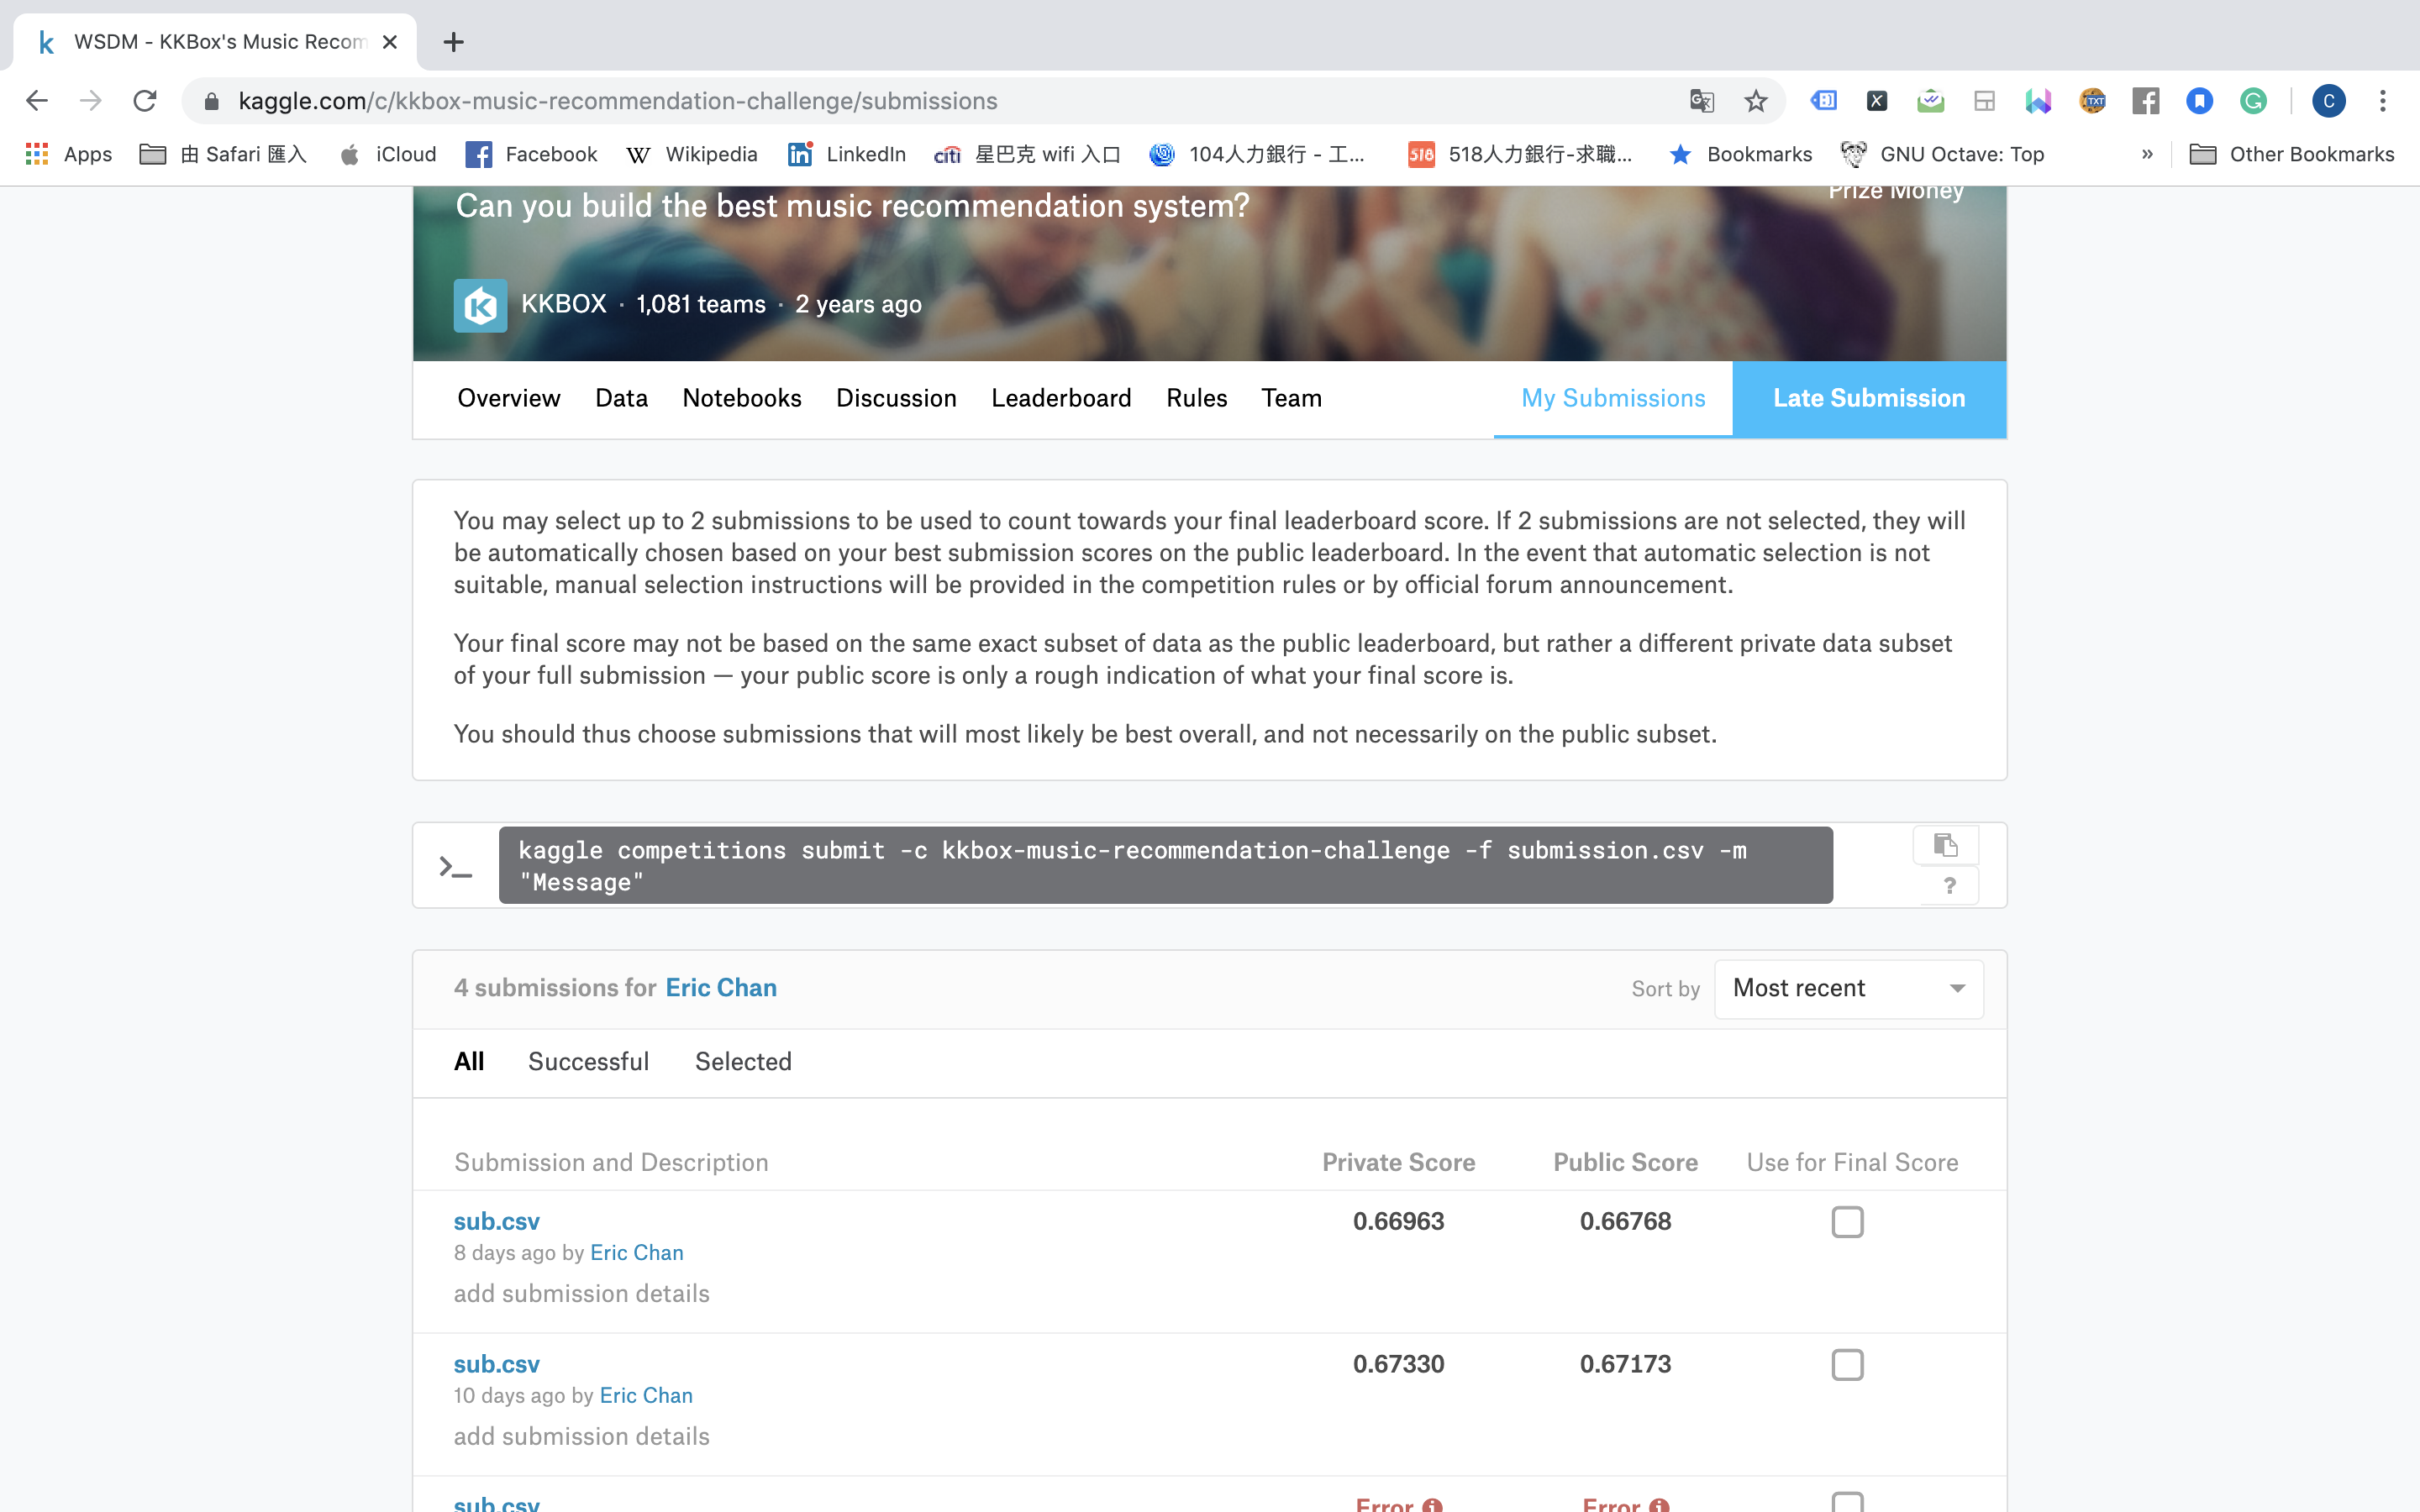 WSDM - KKBox's Music Recom
kaggle.com/c/kkbox-music-recommendation-challenge/submissions
Apps 由 Safari 匯入 iCloud Facebook Wikipedia LinkedIn citi 星巴克 wifi 入口 104人力銀行 - 工... 518 518人力銀行-求職... Bookmarks GNU Octave: Top » Other Bookmarks
Can you build the best music recommendation system?
Prize Money
KKBOX · 1,081 teams · 2 years ago
Overview Data Notebooks Discussion Leaderboard Rules Team My Submissions Late Submission
You may select up to 2 submissions to be used to count towards your final leaderboard score. If 2 submissions are not selected, they will
be automatically chosen based on your best submission scores on the public leaderboard. In the event that automatic selection is not
suitable, manual selection instructions will be provided in the competition rules or by official forum announcement.
Your final score may not be based on the same exact subset of data as the public leaderboard, but rather a different private data subset
of your full submission — your public score is only a rough indication of what your final score is.
You should thus choose submissions that will most likely be best overall, and not necessarily on the public subset.
kaggle competitions submit -c kkbox-music-recommendation-challenge -f submission.csv -m
"Message"
?
4 submissions for Eric Chan
Sort by Most recent
All Successful Selected
Submission and Description Private Score Public Score Use for Final Score
sub.csv 0.66963 0.66768
8 days ago by Eric Chan
add submission details
sub.csv 0.67330 0.67173
10 days ago by Eric Chan
add submission details
sub.csv Error Error